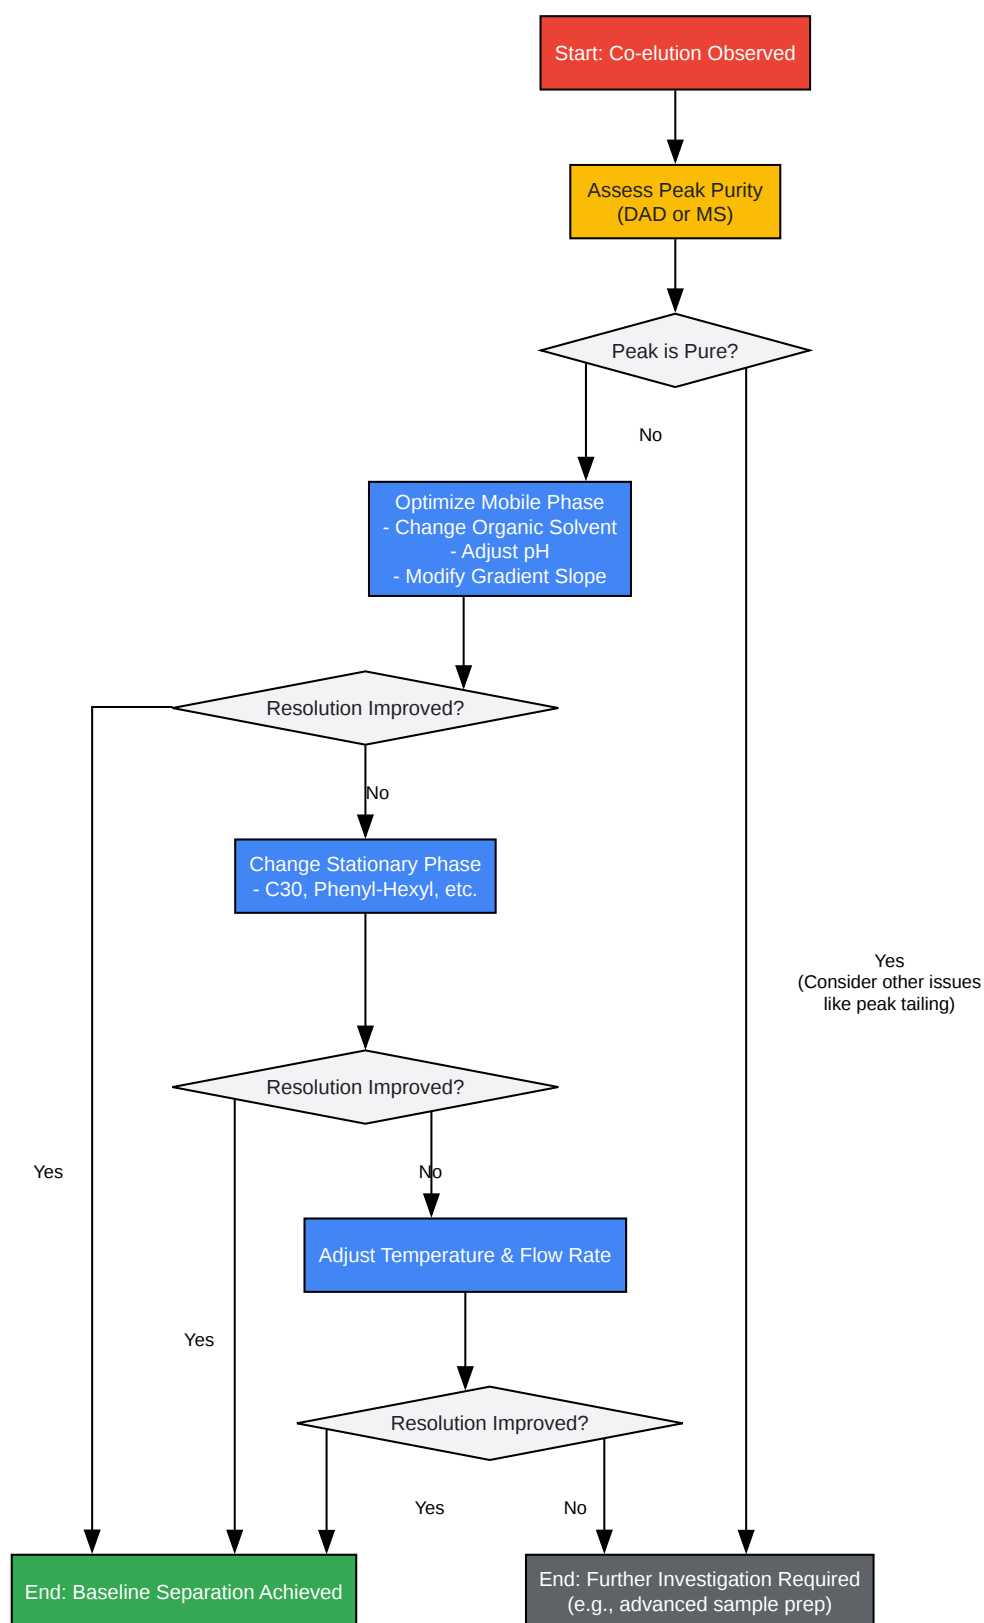 Start: Co-elution Observed
Assess Peak Purity
(DAD or MS)
Peak is Pure?
No
Optimize Mobile Phase
- Change Organic Solvent
- Adjust pH
- Modify Gradient Slope
Resolution Improved?
No
Change Stationary Phase
- C30, Phenyl-Hexyl, etc.
Yes
(Consider other issues
like peak tailing)
Resolution Improved?
Yes
No
Adjust Temperature & Flow Rate
Yes
Resolution Improved?
Yes
No
End: Baseline Separation Achieved
End: Further Investigation Required
(e.g., advanced sample prep)